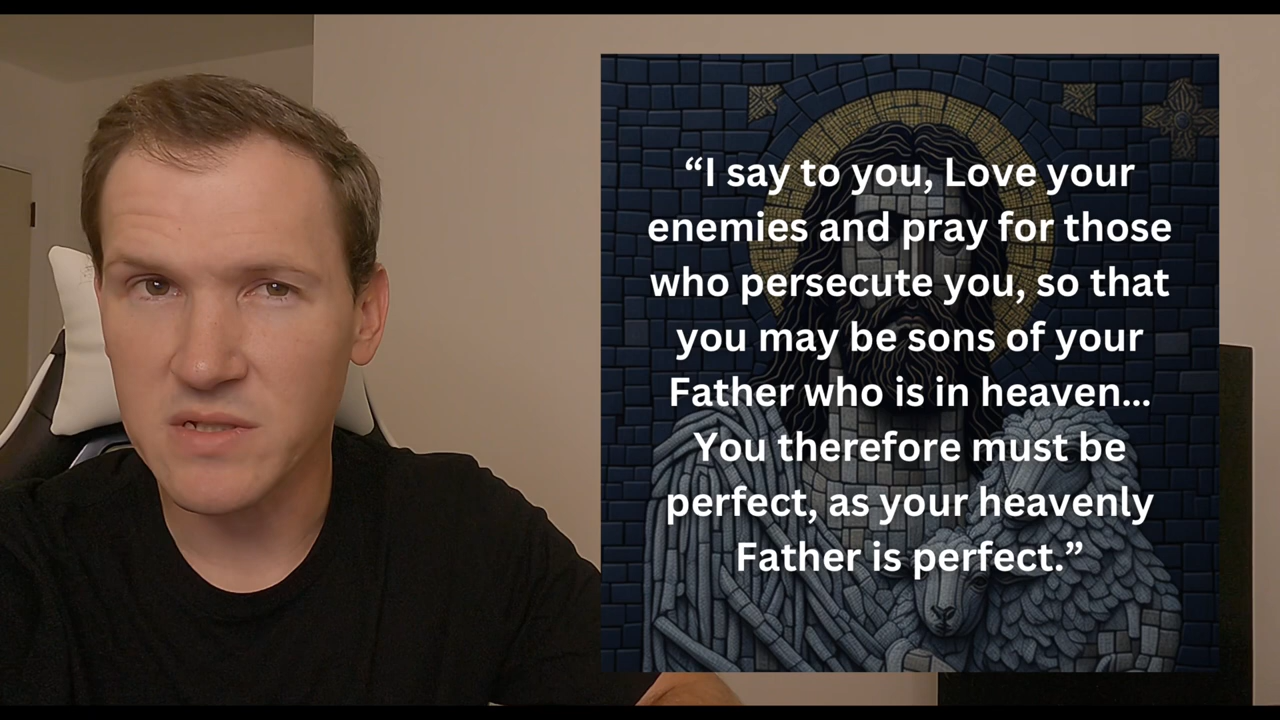 “I say to you, Love your
enemies and pray for those
who persecute you, so that
you may be sons of your
Father who is in heaven...
You therefore must be
perfect, as your heavenly
Father is perfect.”